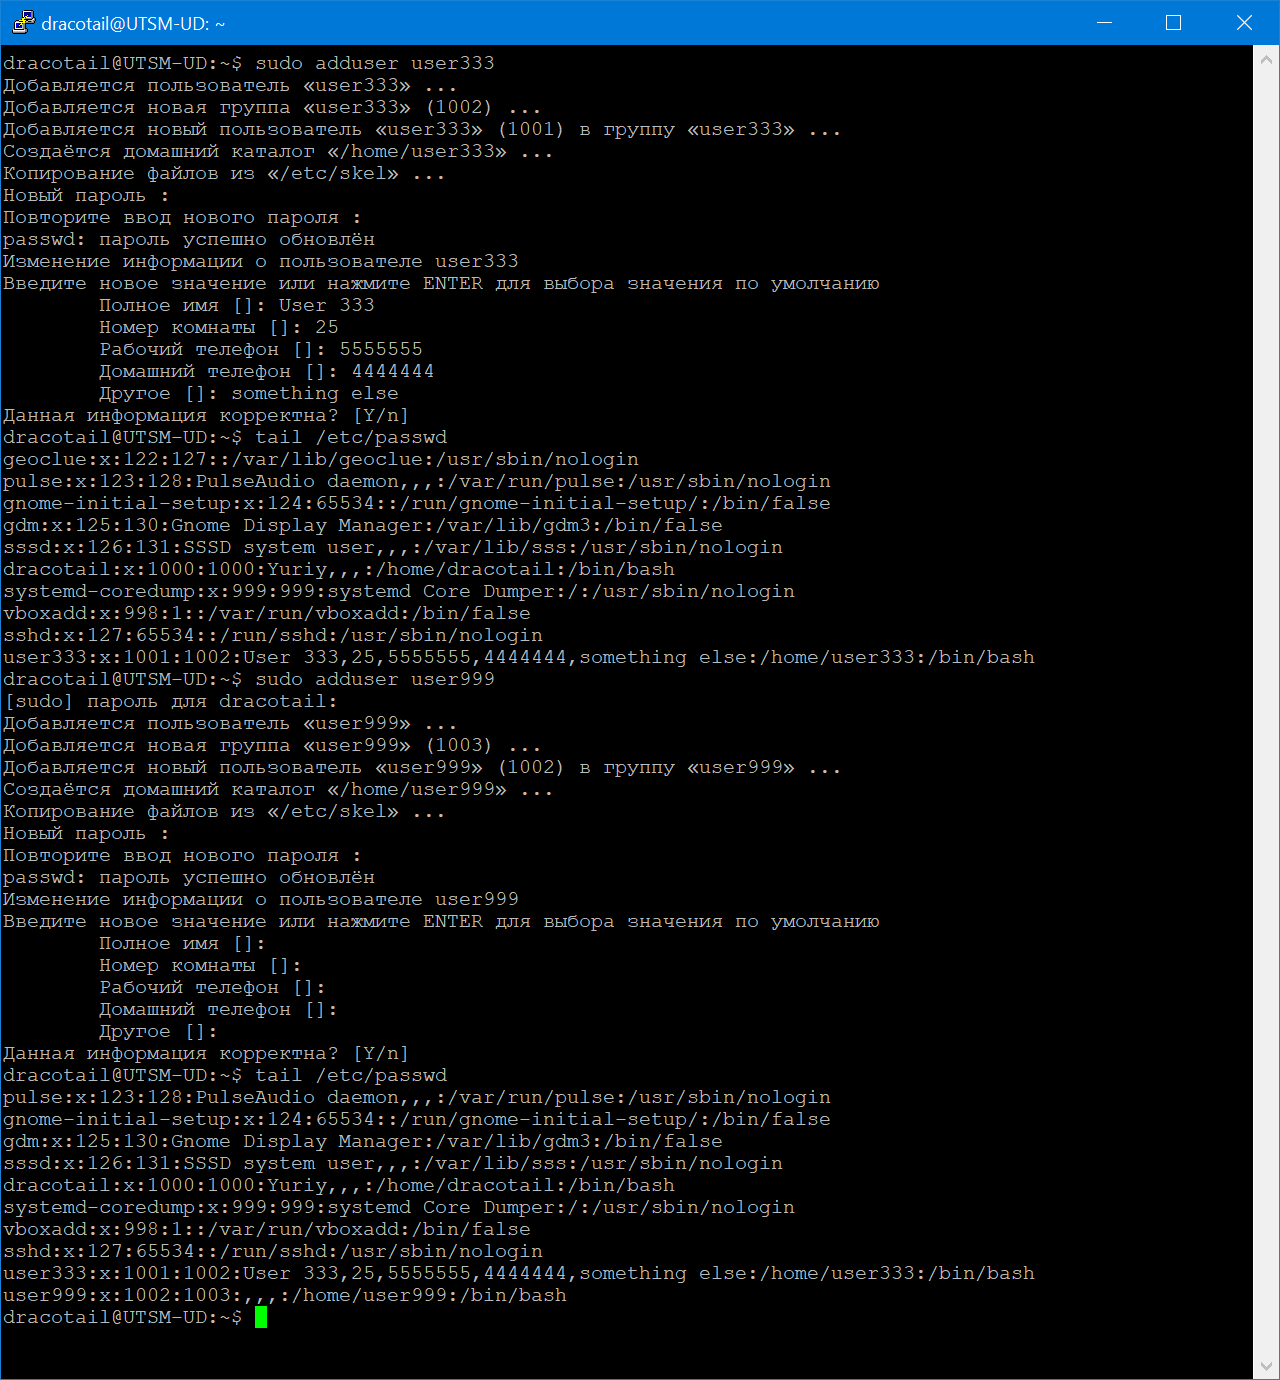 dracotail@UTSM-UD: ~
dracotail@UTSM-UD:~$ sudo adduser user333
Добавляется пользователь «user333» ...
Добавляется новая группа «user333» (1002) ...
Добавляется новый пользователь «user333» (1001) в группу «user333» ...
Создаётся домашний каталог «/home/user333» ...
Копирование файлов из «/etc/skel» ...
Новый пароль :
Повторите ввод нового пароля :
passwd: пароль успешно обновлён
Изменение информации о пользователе user333
Введите новое значение или нажмите ENTER для выбора значения по умолчанию
        Полное имя []: User 333
        Номер комнаты []: 25
        Рабочий телефон []: 5555555
        Домашний телефон []: 4444444
        Другое []: something else
Данная информация корректна? [Y/n]
dracotail@UTSM-UD:~$ tail /etc/passwd
geoclue:x:122:127::/var/lib/geoclue:/usr/sbin/nologin
pulse:x:123:128:PulseAudio daemon,,,:/var/run/pulse:/usr/sbin/nologin
gnome-initial-setup:x:124:65534::/run/gnome-initial-setup/:/bin/false
gdm:x:125:130:Gnome Display Manager:/var/lib/gdm3:/bin/false
sssd:x:126:131:SSSD system user,,,:/var/lib/sss:/usr/sbin/nologin
dracotail:x:1000:1000:Yuriy,,,:/home/dracotail:/bin/bash
systemd-coredump:x:999:999:systemd Core Dumper:/:/usr/sbin/nologin
vboxadd:x:998:1::/var/run/vboxadd:/bin/false
sshd:x:127:65534::/run/sshd:/usr/sbin/nologin
user333:x:1001:1002:User 333,25,5555555,4444444,something else:/home/user333:/bin/bash
dracotail@UTSM-UD:~$ sudo adduser user999
[sudo] пароль для dracotail:
Добавляется пользователь «user999» ...
Добавляется новая группа «user999» (1003) ...
Добавляется новый пользователь «user999» (1002) в группу «user999» ...
Создаётся домашний каталог «/home/user999» ...
Копирование файлов из «/etc/skel» ...
Новый пароль :
Повторите ввод нового пароля :
passwd: пароль успешно обновлён
Изменение информации о пользователе user999
Введите новое значение или нажмите ENTER для выбора значения по умолчанию
        Полное имя []:
        Номер комнаты []:
        Рабочий телефон []:
        Домашний телефон []:
        Другое []:
Данная информация корректна? [Y/n]
dracotail@UTSM-UD:~$ tail /etc/passwd
pulse:x:123:128:PulseAudio daemon,,,:/var/run/pulse:/usr/sbin/nologin
gnome-initial-setup:x:124:65534::/run/gnome-initial-setup/:/bin/false
gdm:x:125:130:Gnome Display Manager:/var/lib/gdm3:/bin/false
sssd:x:126:131:SSSD system user,,,:/var/lib/sss:/usr/sbin/nologin
dracotail:x:1000:1000:Yuriy,,,:/home/dracotail:/bin/bash
systemd-coredump:x:999:999:systemd Core Dumper:/:/usr/sbin/nologin
vboxadd:x:998:1::/var/run/vboxadd:/bin/false
sshd:x:127:65534::/run/sshd:/usr/sbin/nologin
user333:x:1001:1002:User 333,25,5555555,4444444,something else:/home/user333:/bin/bash
user999:x:1002:1003:,,,:/home/user999:/bin/bash
dracotail@UTSM-UD:~$